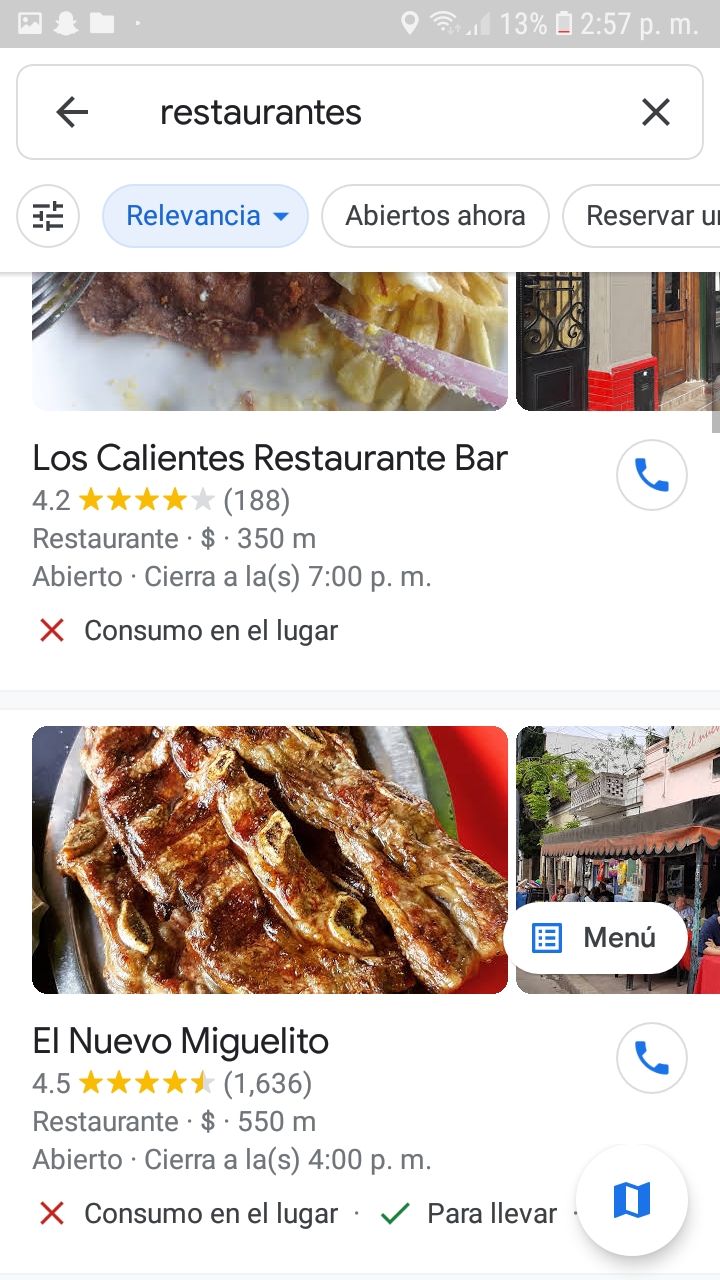 13% 2:57 p. m.
restaurantes
Relevancia Abiertos ahora Reservar
Los Calientes Restaurante Bar
4.2 (188)
Restaurante · $ · 350 m
Abierto · Cierra a la(s) 7:00 p. m.
Consumo en el lugar
Menú
El Nuevo Miguelito
4.5 (1,636)
Restaurante · $ · 550 m
Abierto · Cierra a la(s) 4:00 p. m.
Consumo en el lugar · Para llevar ·